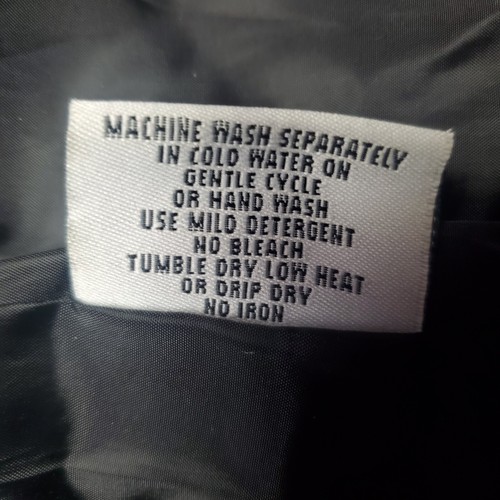 MACHINE WASH SEPARATELY
IN COLD WATER ON
GENTLE CYCLE
OR HAND WASH
USE MILD DETERGENT
NO BLEACH
TUMBLE DRY LOW HEAT
OR DRIP DRY
NO IRON